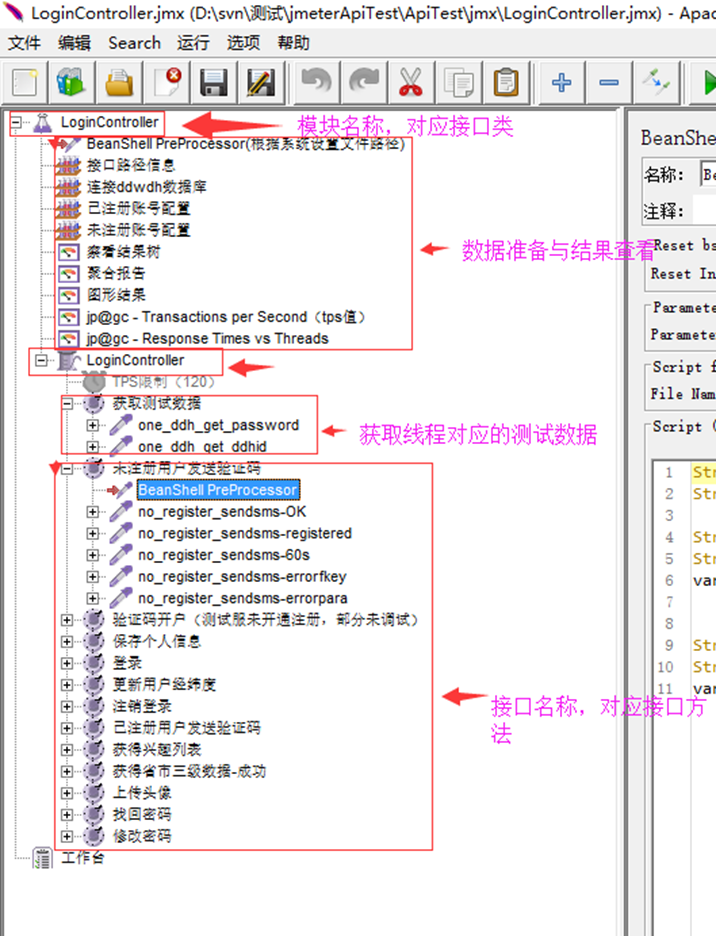 LoginController.jmx (D:\svn\测试\jmeterApiTest\ApiTest\jmx\LoginController.jmx) - Apac
文件 编辑 Search 运行 选项 帮助
LoginController
模块名称，对应接口类
BeanShell PreProcessor(根据系统设置文件路径)
接口路径信息
连接ddwdh数据库
已注册账号配置
未注册账号配置
察看结果树
聚合报告
图形结果
jp@gc - Transactions per Second（tps值）
jp@gc - Response Times vs Threads
数据准备与结果查看
LoginController
TPS限制（120）
获取测试数据
one_ddh_get_password
one_ddh_get_ddhid
获取线程对应的测试数据
未注册用户发送验证码
BeanShell PreProcessor
no_register_sendsms-OK
no_register_sendsms-registered
no_register_sendsms-60s
no_register_sendsms-errorfkey
no_register_sendsms-errorpara
验证码开户（测试服未开通注册，部分未调试）
保存个人信息
登录
更新用户经纬度
注销登录
已注册用户发送验证码
获得兴趣列表
获得省市三级数据-成功
上传头像
找回密码
修改密码
接口名称，对应接口方
法
工作台
BeanShe
名称： Be
注释：
Reset bs
Reset In
Paramete
Paramete
Script f
File Nam
Script (
1 Str
2 Str
3
4 Str
5 Str
6 var
7
8
9 Str
10 Str
11 var